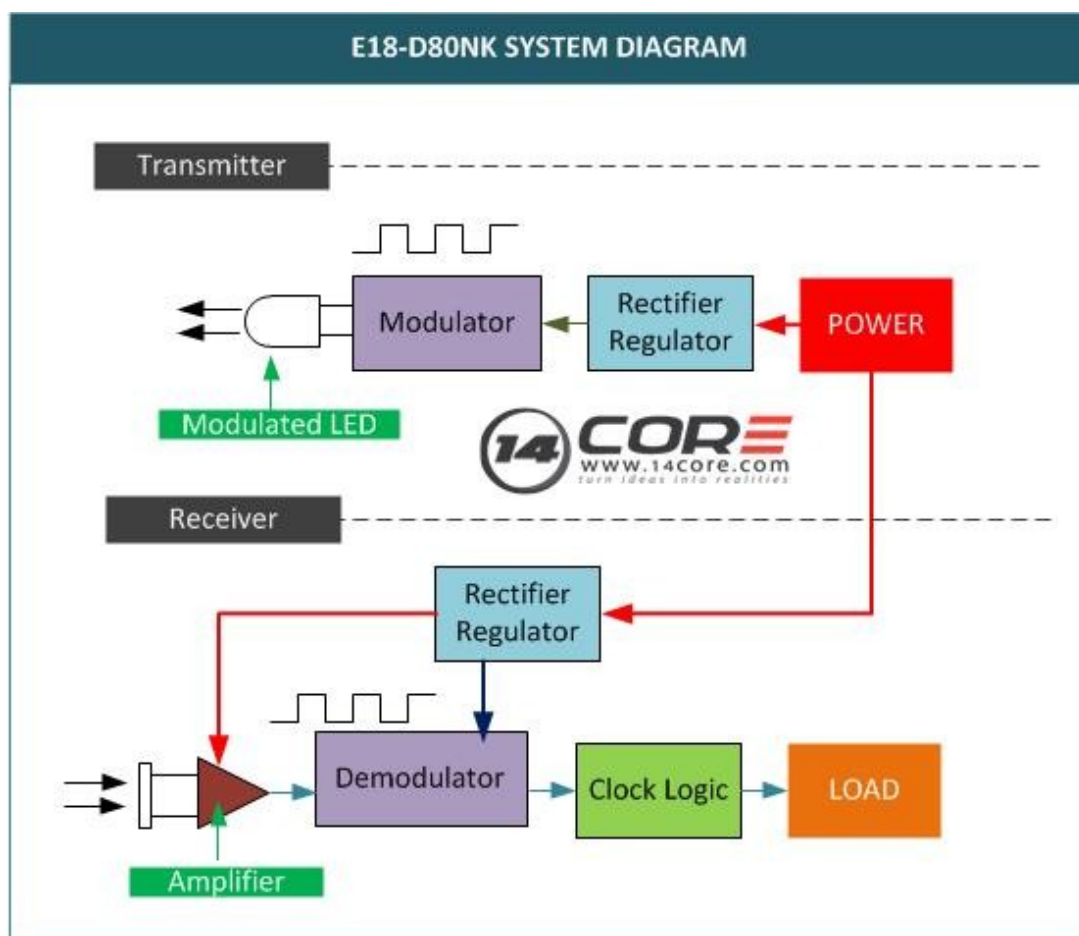 E18-D80NK SYSTEM DIAGRAM
Transmitter
Modulator
Rectifier
Regulator
POWER
Modulated LED
14 CORE
www.14core.com
turn ideas into realities
Receiver
Rectifier
Regulator
Demodulator
Clock Logic
LOAD
Amplifier